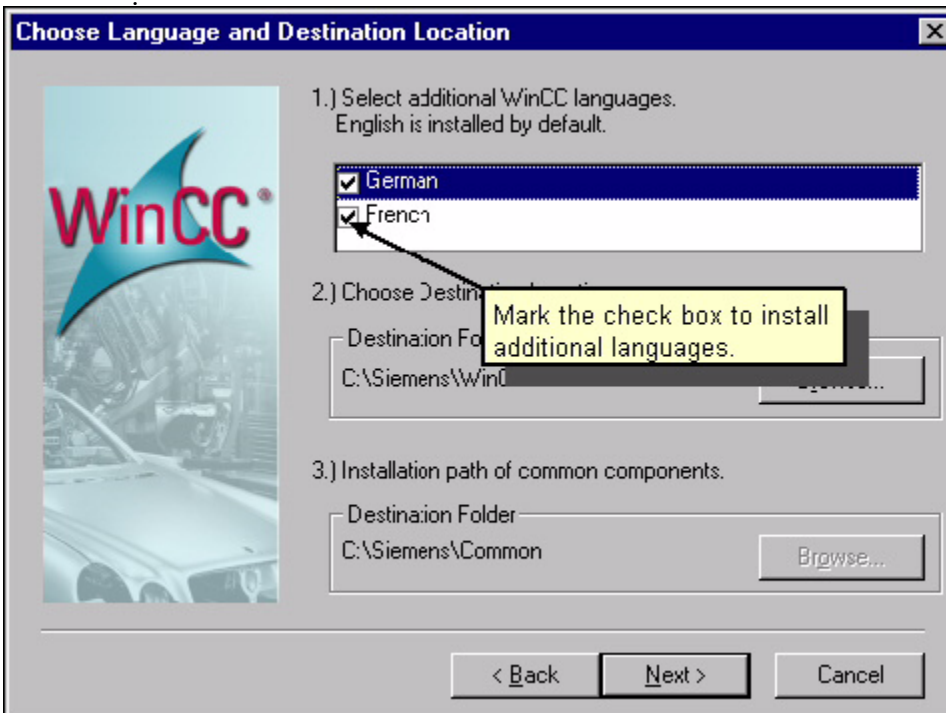 Choose Language and Destination Location
WinCC®
1.) Select additional WinCC languages.
English is installed by default.
German
French
2.) Choose
Mark the check box to install
additional languages.
Destination
C:\Siemens\
3.) Installation path of common components.
Destination Folder
C:\Siemens\Common
Browse...
< Back
Next >
Cancel